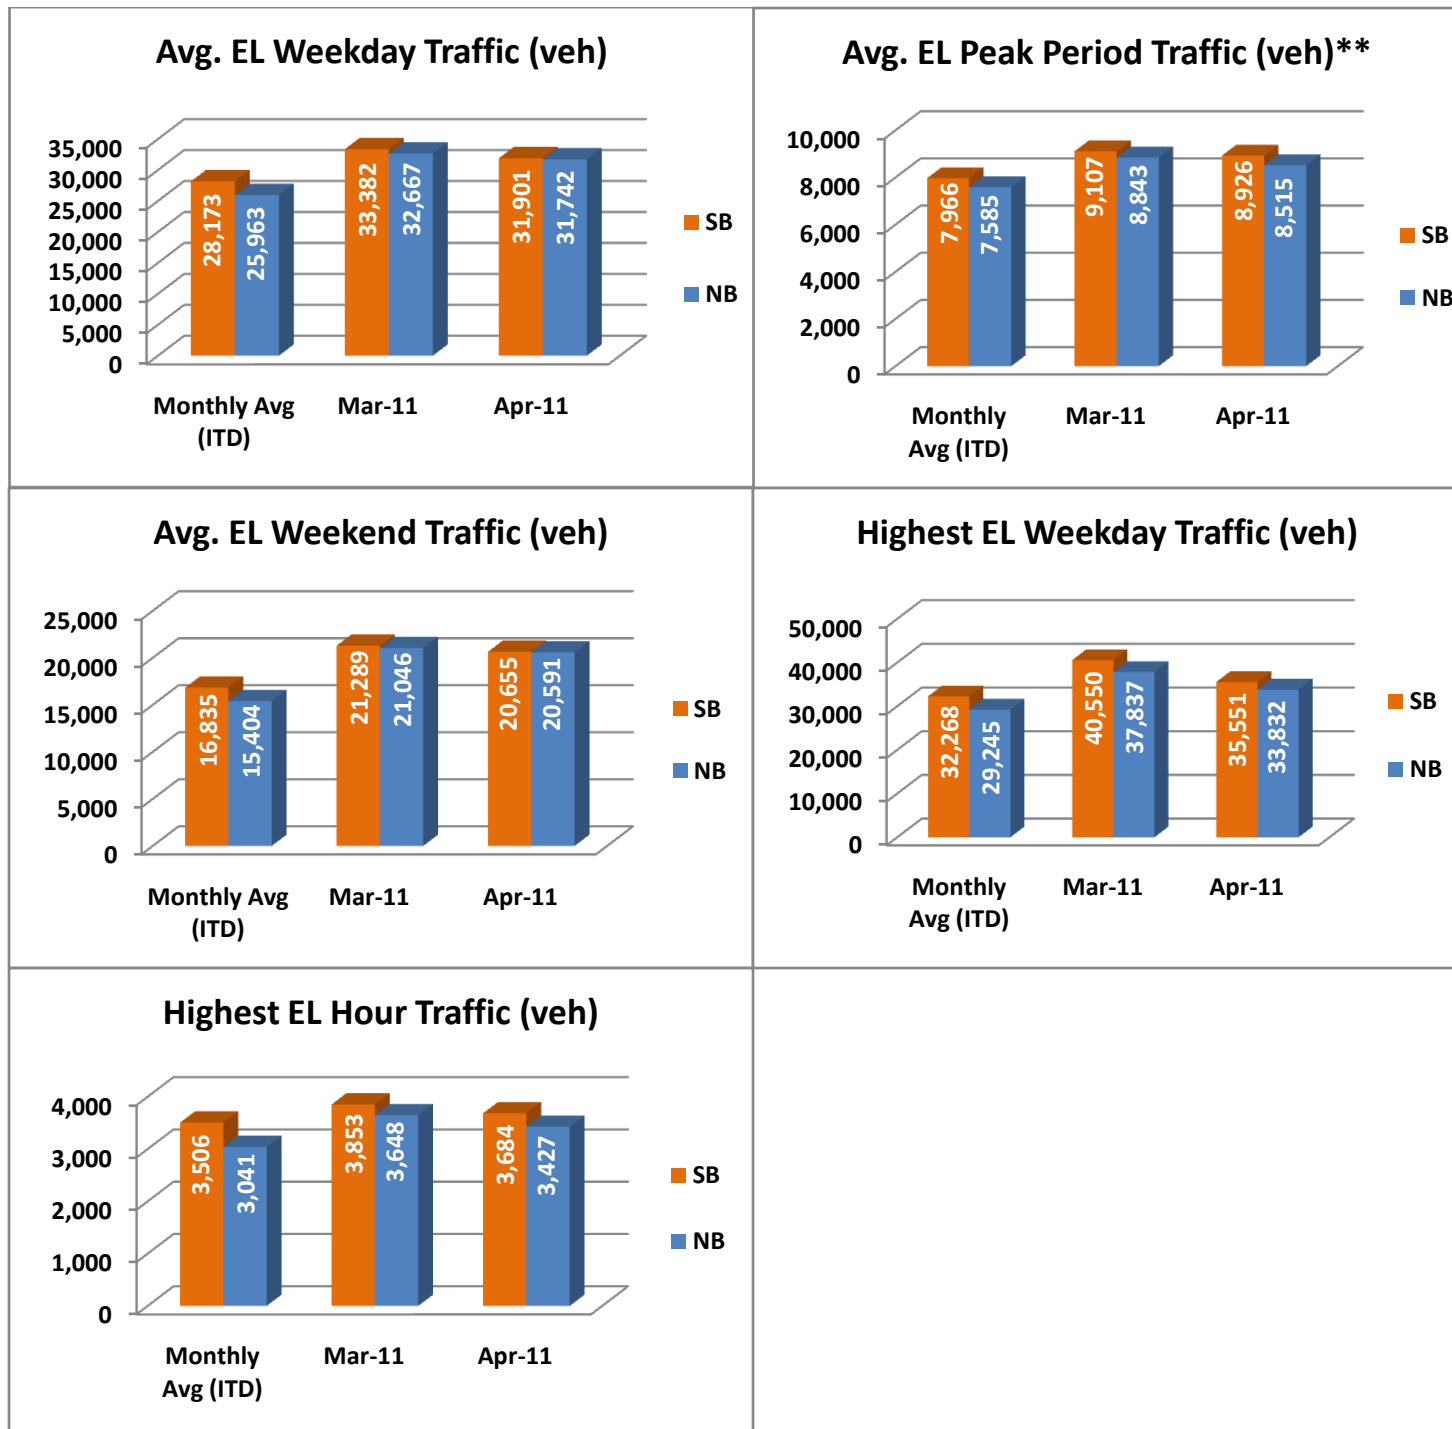 Avg. EL Weekday Traffic (veh)
35,000
30,000
25,000
20,000
15,000
10,000
5,000
0
28,173
25,963
33,382
32,667
31,901
31,742
Monthly Avg
(ITD)
Mar-11
Apr-11
SB
NB
Avg. EL Peak Period Traffic (veh)**
10,000
8,000
6,000
4,000
2,000
0
7,966
7,585
9,107
8,843
8,926
8,515
Monthly
Avg (ITD)
Mar-11
Apr-11
SB
NB
Avg. EL Weekend Traffic (veh)
25,000
20,000
15,000
10,000
5,000
0
16,835
15,404
21,289
21,046
20,655
20,591
Monthly Avg
(ITD)
Mar-11
Apr-11
SB
NB
Highest EL Weekday Traffic (veh)
50,000
40,000
30,000
20,000
10,000
0
32,268
29,245
40,550
37,837
35,551
33,832
Monthly
Avg (ITD)
Mar-11
Apr-11
SB
NB
Highest EL Hour Traffic (veh)
4,000
3,000
2,000
1,000
0
3,506
3,041
3,853
3,648
3,684
3,427
Monthly
Avg (ITD)
Mar-11
Apr-11
SB
NB